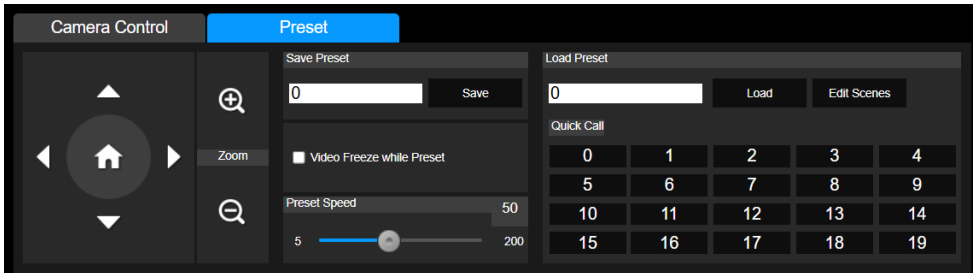 Camera Control
Preset
Zoom
Save Preset
0
Save
Video Freeze while Preset
Preset Speed
50
5
200
Load Preset
0
Load
Edit Scenes
Quick Call
0 1 2 3 4
5 6 7 8 9
10 11 12 13 14
15 16 17 18 19